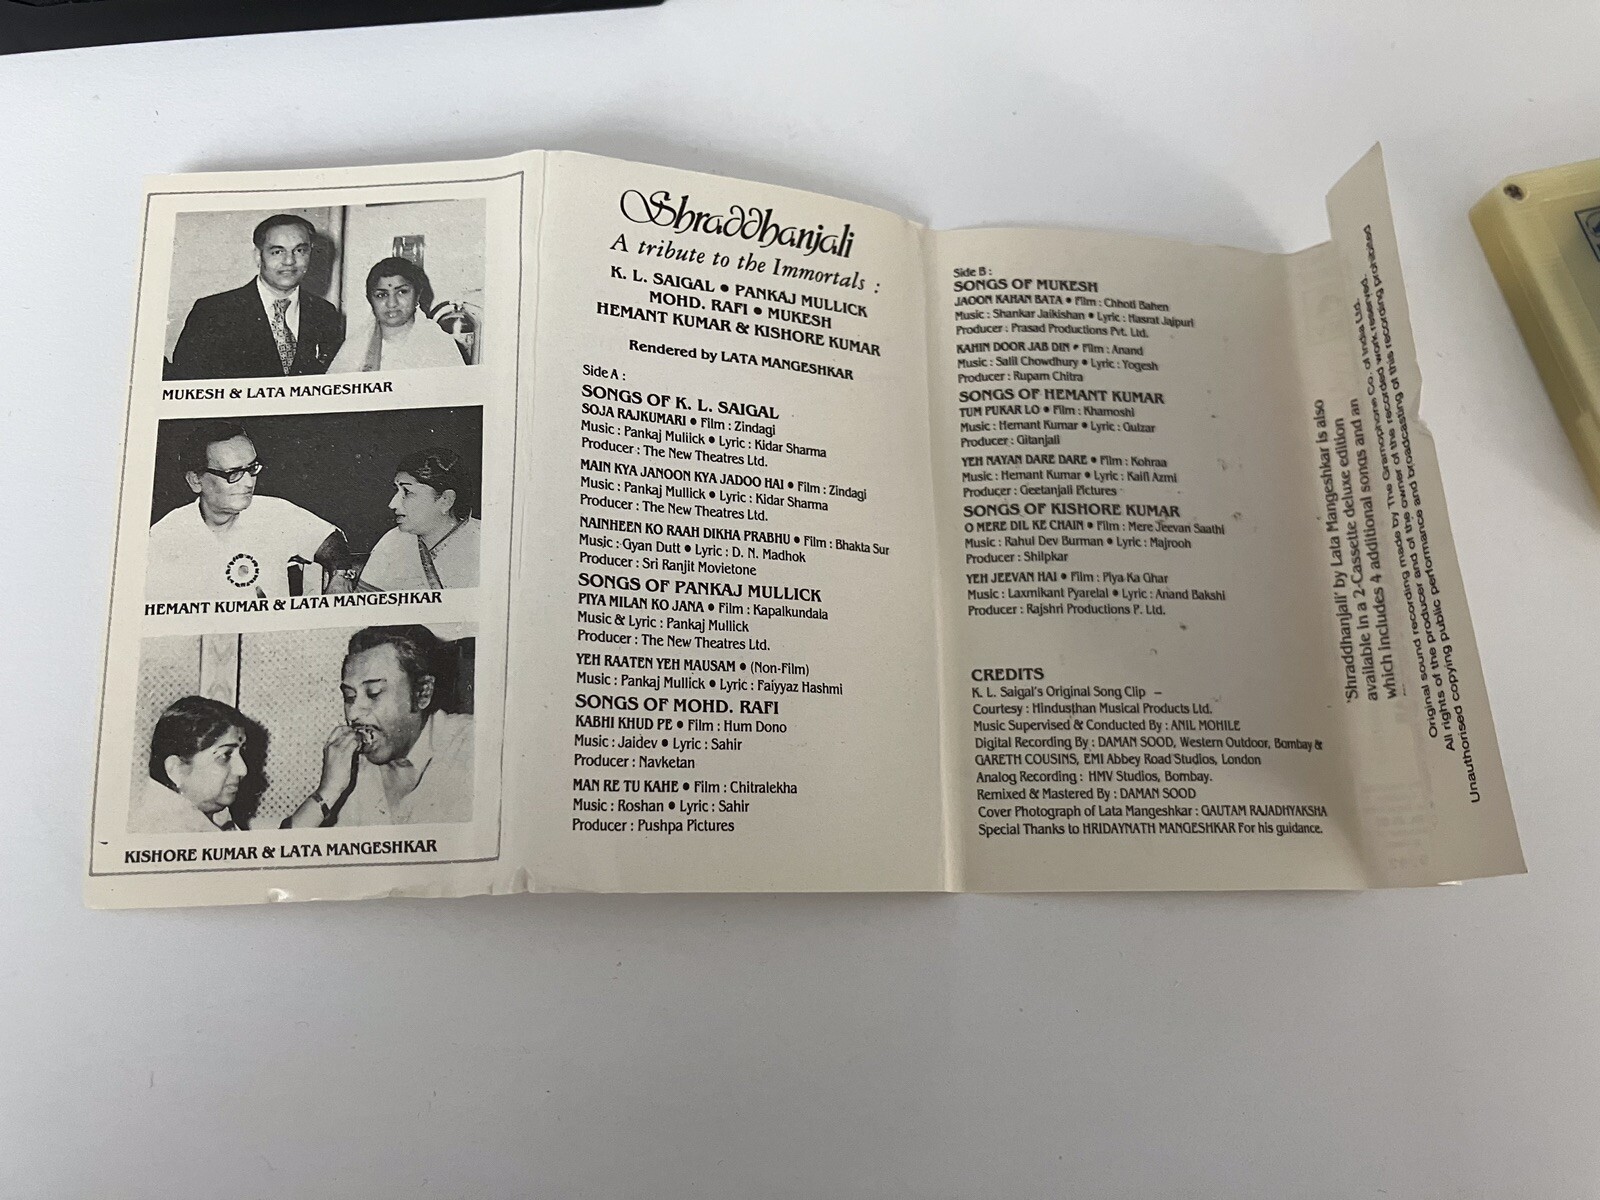 MUKESH & LATA MANGESHKAR
HEMANT KUMAR & LATA MANGESHKAR
KISHORE KUMAR & LATA MANGESHKAR
Shraddhanjali
A tribute to the Immortals :
K. L. SAIGAL ● PANKAJ MULLICK
MOHD. RAFI ● MUKESH
HEMANT KUMAR & KISHORE KUMAR
Rendered by LATA MANGESHKAR
Side A :
SONGS OF K. L. SAIGAL
SOJA RAJKUMARI ● Film : Zindagi
Music : Pankaj Mullick ● Lyric : Kidar Sharma
Producer : The New Theatres Ltd.
MAIN KYA JANOON KYA JADOO HAI ● Film : Zindagi
Music : Pankaj Mullick ● Lyric : Kidar Sharma
Producer : The New Theatres Ltd.
NAINHEEN KO RAAH DIKHA PRABHU ● Film : Bhakta Sur
Music : Gyan Dutt ● Lyric : D. N. Madhok
Producer : Sri Ranjit Movietone
SONGS OF PANKAJ MULLICK
PIYA MILAN KO JANA ● Film : Kapalkundala
Music & Lyric : Pankaj Mullick
Producer : The New Theatres Ltd.
YEH RAATEN YEH MAUSAM ● (Non-Film)
Music : Pankaj Mullick ● Lyric : Faiyyaz Hashmi
SONGS OF MOHD. RAFI
KABHI KHUD PE ● Film : Hum Dono
Music : Jaidev ● Lyric : Sahir
Producer : Navketan
MAN RE TU KAHE ● Film : Chitralekha
Music : Roshan ● Lyric : Sahir
Producer : Pushpa Pictures
Side B :
SONGS OF MUKESH
JAOON KAHAN BATA ● Film : Chhoti Bahen
Music : Shankar Jaikishan ● Lyric : Hasrat Jaipuri
Producer : Prasad Productions Pvt. Ltd.
KAHIN DOOR JAB DIN ● Film : Anand
Music : Salil Chowdhury ● Lyric : Yogesh
Producer : Rupam Chitra
SONGS OF HEMANT KUMAR
TUM PUKAR LO ● Film : Khamoshi
Music : Hemant Kumar ● Lyric : Gulzar
Producer : Gitanjali
YEH NAYAN DARE DARE ● Film : Kohraa
Music : Hemant Kumar ● Lyric : Kaifi Azmi
Producer : Geetanjali Pictures
SONGS OF KISHORE KUMAR
O MERE DIL KE CHAIN ● Film : Mere Jeevan Saathi
Music : Rahul Dev Burman ● Lyric : Majrooh
Producer : Shilpkar
YEH JEEVAN HAI ● Film : Piya Ka Ghar
Music : Laxmikant Pyarelal ● Lyric : Anand Bakshi
Producer : Rajshri Productions P. Ltd.
CREDITS
K. L. Saigal's Original Song Clip –
Courtesy : Hindusthan Musical Products Ltd.
Music Supervised & Conducted By : ANIL MOHILE
Digital Recording By : DAMAN SOOD, Western Outdoor, Bombay &
GARETH COUSINS, EMI Abbey Road Studios, London
Analog Recording : HMV Studios, Bombay.
Remixed & Mastered By : DAMAN SOOD
Cover Photograph of Lata Mangeshkar : GAUTAM RAJADHYAKSHA
Special Thanks to HRIDAYNATH MANGESHKAR For his guidance.
'Shraddhanjali' by Lata Mangeshkar is also
available in a 2-Cassette deluxe edition
which includes 4 additional songs and an
Original sound recording made by The Gramophone Co. of India Ltd.
All rights of the producer and of the owner of the recorded work reserved.
Unauthorised copying public performance and broadcasting of this recording prohibited